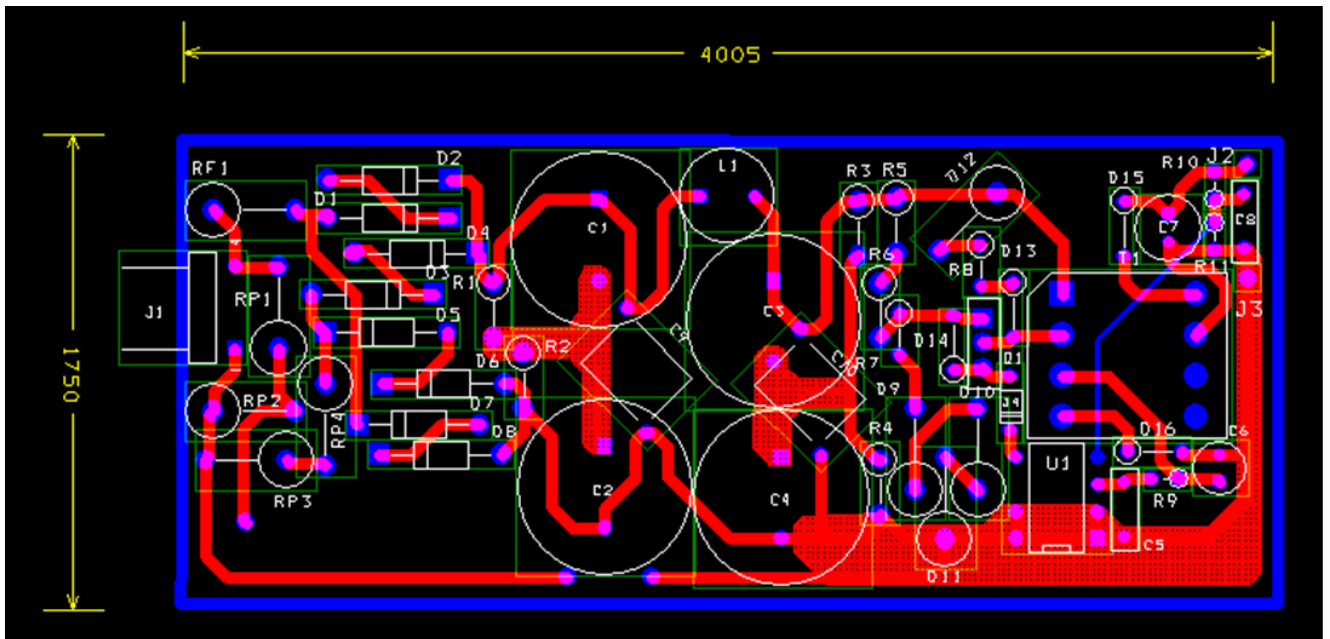 4005
1750
RF1
D2
D1
D4
D3
J1
RP1
R1
D5
D6
R2
RP2
D7
RP4
D8
RP3
C1
L1
C9
C2
C3
C10
C4
R3
R5
D12
R6
R8
D13
R7
D14
Q1
D9
D10
J4
R4
D11
R10
J2
D15
C7
C8
T1
R11
J3
D16
C6
U1
R9
C5